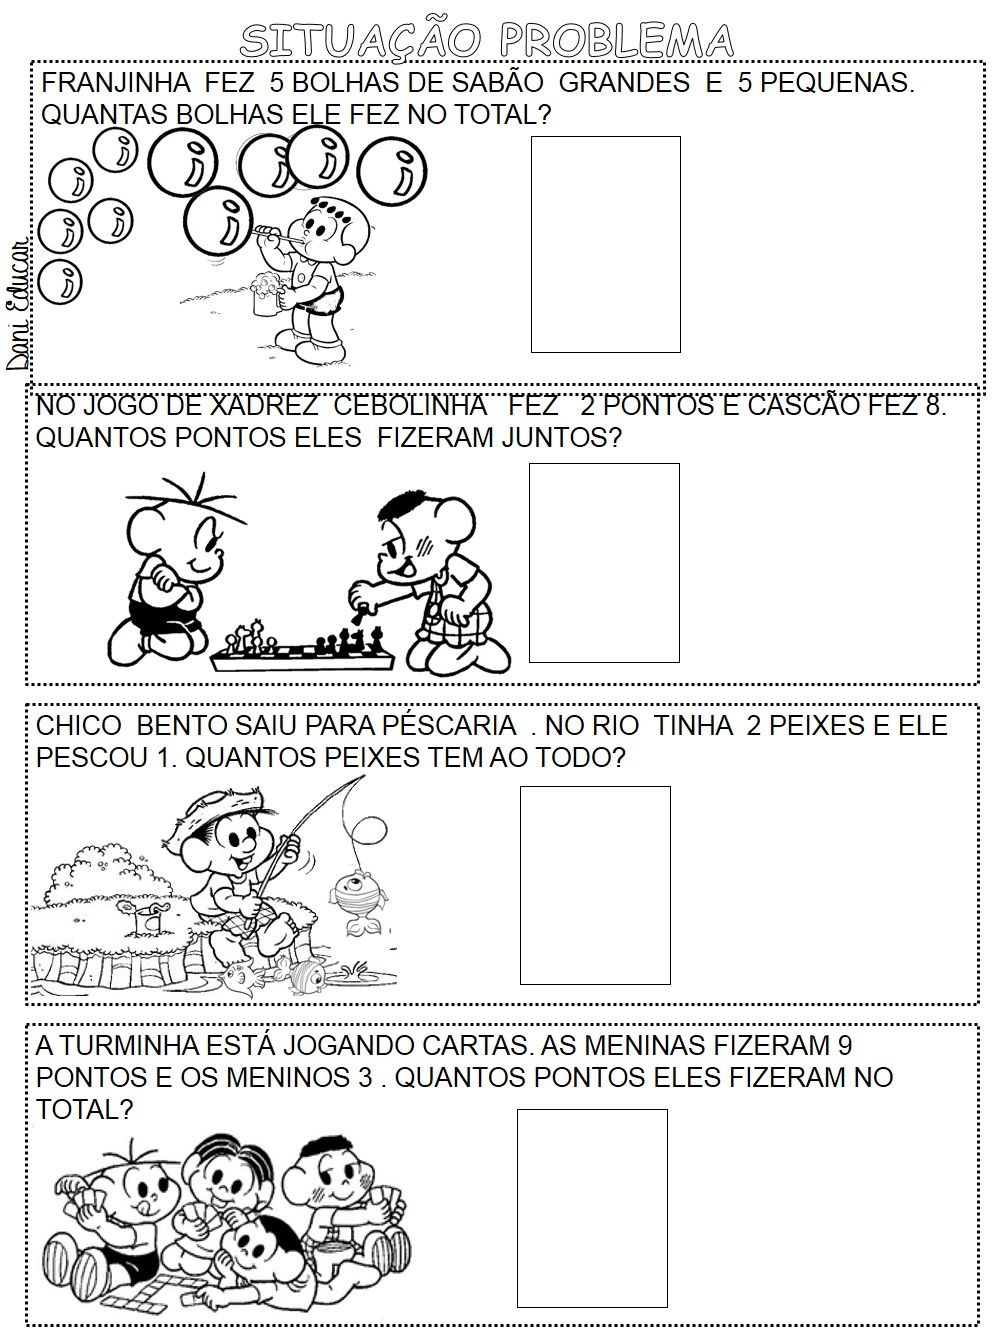 SITUAÇÃO PROBLEMA
FRANJINHA FEZ 5 BOLHAS DE SABÃO GRANDES E 5 PEQUENAS.
QUANTAS BOLHAS ELE FEZ NO TOTAL?
Dani Educar
NO JOGO DE XADREZ CEBOLINHA FEZ 2 PONTOS E CASCÃO FEZ 8.
QUANTOS PONTOS ELES FIZERAM JUNTOS?
CHICO BENTO SAIU PARA PÉSCARIA . NO RIO TINHA 2 PEIXES E ELE
PESCOU 1. QUANTOS PEIXES TEM AO TODO?
A TURMINHA ESTÁ JOGANDO CARTAS. AS MENINAS FIZERAM 9
PONTOS E OS MENINOS 3 . QUANTOS PONTOS ELES FIZERAM NO
TOTAL?